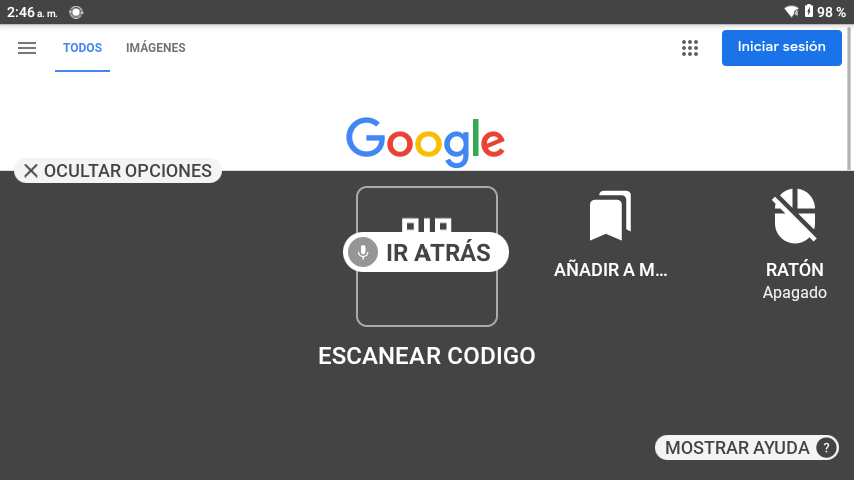 2:46 a. m.
98 %
TODOS
IMÁGENES
Iniciar sesión
Google
OCULTAR OPCIONES
IR ATRÁS
AÑADIR A M...
RATÓN
Apagado
ESCANEAR CODIGO
MOSTRAR AYUDA ?